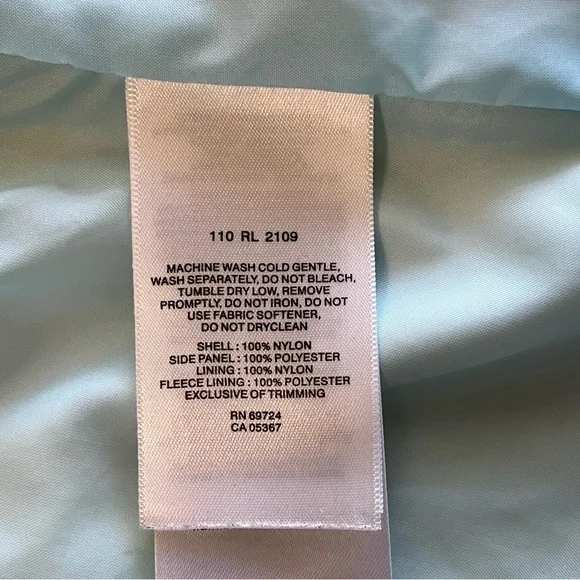 110 RL 2109
MACHINE WASH COLD GENTLE,
WASH SEPARATELY, DO NOT BLEACH,
TUMBLE DRY LOW, REMOVE
PROMPTLY, DO NOT IRON, DO NOT
USE FABRIC SOFTENER,
DO NOT DRYCLEAN
SHELL : 100% NYLON
SIDE PANEL : 100% POLYESTER
LINING : 100% NYLON
FLEECE LINING : 100% POLYESTER
EXCLUSIVE OF TRIMMING
RN 69724
CA 05367